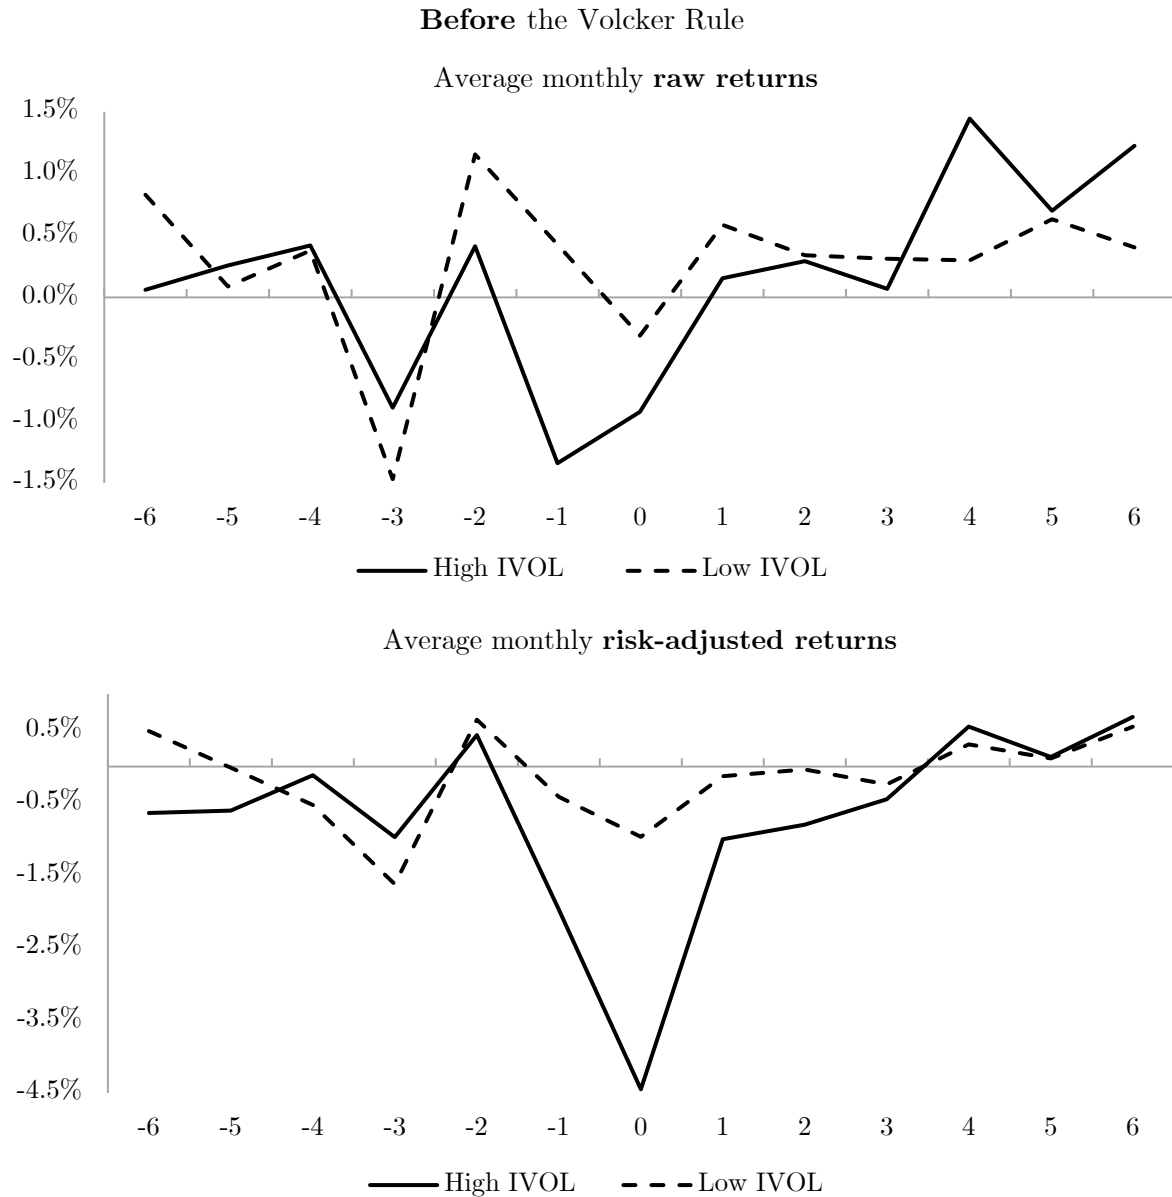 Before the Volcker Rule
Average monthly raw returns
1.5%
1.0%
0.5%
0.0%
-0.5%
-1.0%
-1.5%
-6 -5 -4 -3 -2 -1 0 1 2 3 4 5 6
High IVOL Low IVOL
Average monthly risk-adjusted returns
0.5%
-0.5%
-1.5%
-2.5%
-3.5%
-4.5%
-6 -5 -4 -3 -2 -1 0 1 2 3 4 5 6
High IVOL Low IVOL